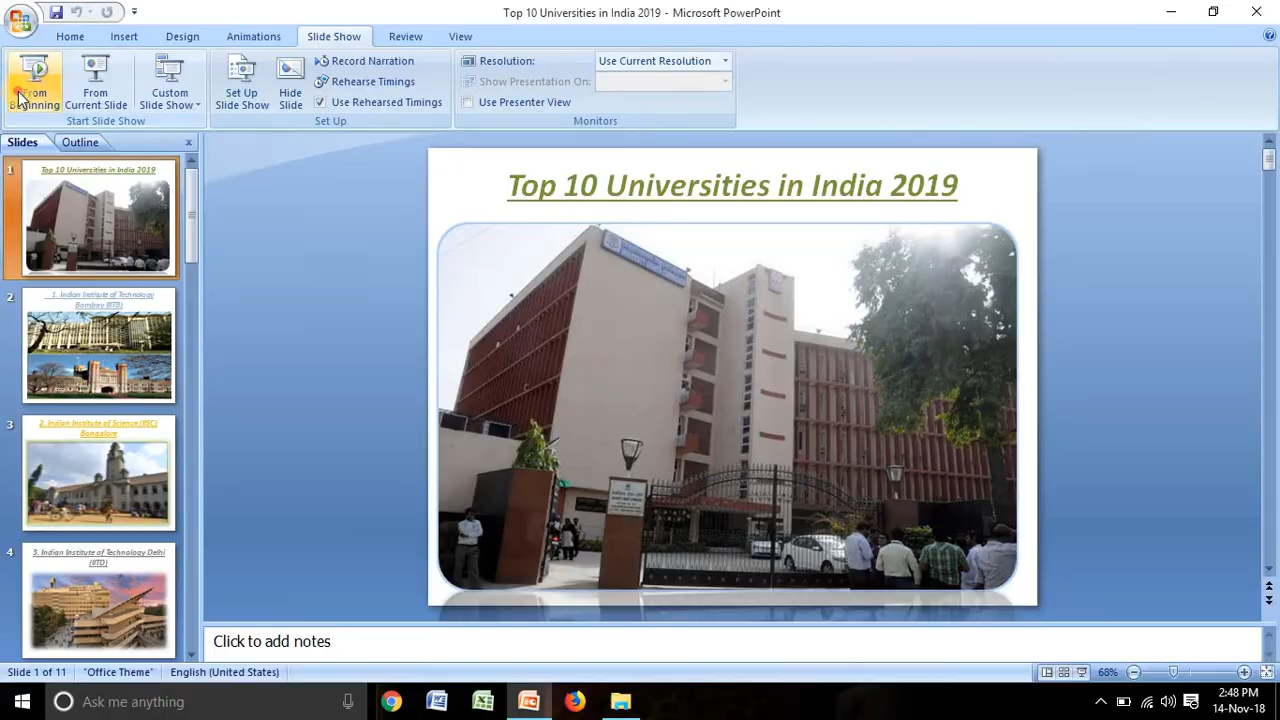 Top 10 Universities in India 2019 - Microsoft PowerPoint
Home Insert Design Animations Slide Show Review View
From Beginning
From Current Slide
Custom Slide Show
Start Slide Show
Set Up Slide Show
Hide Slide
Record Narration
Rehearse Timings
Use Rehearsed Timings
Set Up
Resolution: Use Current Resolution
Show Presentation On:
Use Presenter View
Monitors
Slides Outline
1
Top 10 Universities in India 2019
2
1. Indian Institute of Technology
Bombay (IITB)
3
2. Indian Institute of Science (IISC)
Bangalore
4
3. Indian Institute of Technology Delhi
(IITD)
Top 10 Universities in India 2019
Click to add notes
Slide 1 of 11 "Office Theme" English (United States) 68%
Ask me anything
2:48 PM
14-Nov-18